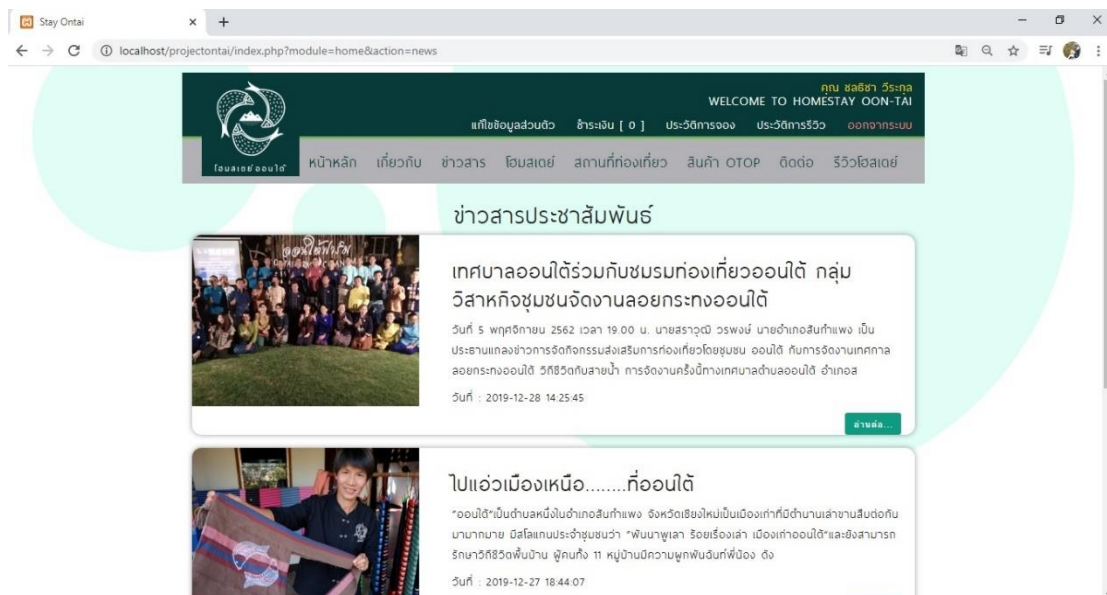 Stay Ontai
localhost/projectontai/index.php?module=home&action=news
คุณ ชลธิชา วีระกุล
WELCOME TO HOMESTAY OON-TAI
แก้ไขข้อมูลส่วนตัว ชำระเงิน [ 0 ] ประวัติการจอง ประวัติการรีวิว ออกจากระบบ
โฮมสเตย์ออนใต้
หน้าหลัก เกี่ยวกับ ข่าวสาร โฮมสเตย์ สถานที่ท่องเที่ยว สินค้า OTOP ติดต่อ รีวิวโฮสเตย์
ข่าวสารประชาสัมพันธ์
ออนใต้ฟาร์ม
เทศบาลออนใต้ร่วมกับชมรมท่องเที่ยวออนใต้ กลุ่ม
วิสาหกิจชุมชนจัดงานลอยกระทงออนใต้
วันที่ 5 พฤศจิกายน 2562 เวลา 19.00 น. นายสราวุฒิ วรพงษ์ นายอำเภอสันกำแพง เป็น
ประธานแถลงข่าวการจัดกิจกรรมส่งเสริมการท่องเที่ยวโดยชุมชน ออนใต้ กับการจัดงานเทศกาล
ลอยกระทงออนใต้ วิถีชีวิตกับสายน้ำ การจัดงานครั้งนี้ทางเทศบาลตำบลออนใต้ อำเภอส
วันที่ : 2019-12-28 14:25:45
อ่านต่อ...
ไปแอ่วเมืองเหนือ........ที่ออนใต้
"ออนใต้"เป็นตำบลหนึ่งในอำเภอสันกำแพง จังหวัดเชียงใหม่เป็นเมืองเก่าที่มีตำนานเล่าขานสืบต่อกัน
มามากมาย มีสโลแกนประจำชุมชนว่า "พันนาพูเลา ร้อยเรื่องเล่า เมืองเก่าออนใต้"และยังสามารถ
รักษาวิถีชีวิตพื้นบ้าน ผู้คนทั้ง 11 หมู่บ้านมีความผูกพันฉันท์พี่น้อง ดัง
วันที่ : 2019-12-27 18:44:07